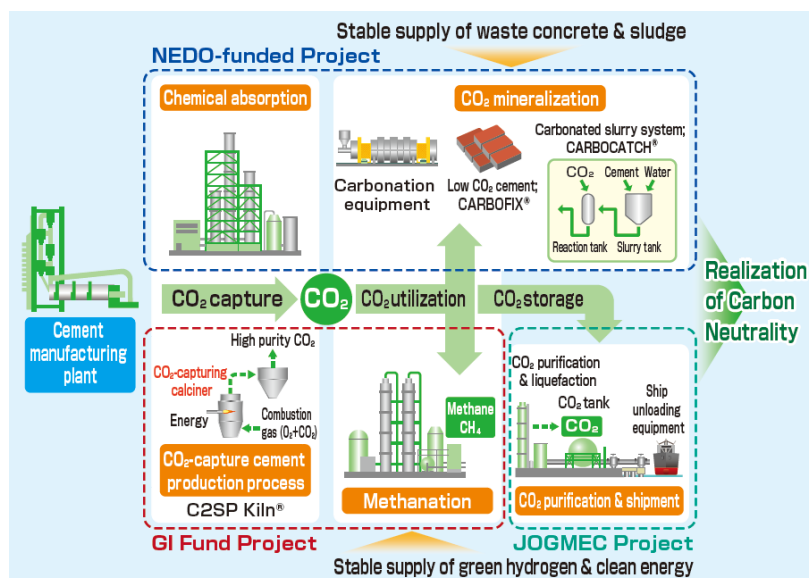 Stable supply of waste concrete & sludge
NEDO-funded Project
Chemical absorption
CO₂ mineralization
Carbonation
equipment
Low CO₂ cement;
CARBOFIX®
Carbonated slurry system;
CARBOCATCH®
CO₂
Cement Water
Reaction tank
Slurry tank
Cement
manufacturing
plant
CO₂ capture
CO₂
CO₂ utilization
CO₂ storage
Realization
of Carbon
Neutrality
High purity CO₂
CO₂-capturing
calciner
Energy
Combustion
gas (O₂+CO₂)
CO₂-capture cement
production process
C2SP Kiln®
Methane
CH₄
Methanation
CO₂ purification
& liquefaction
CO₂ tank
CO₂
Ship
unloading
equipment
CO₂ purification & shipment
GI Fund Project
JOGMEC Project
Stable supply of green hydrogen & clean energy